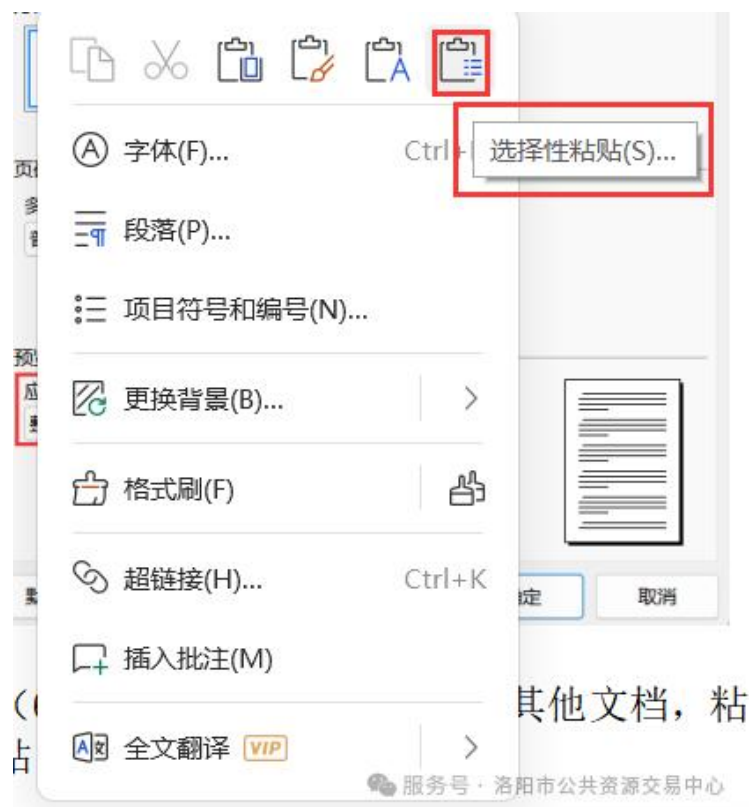 选择性粘贴(S)...
字体(F)...
Ctrl+
段落(P)...
项目符号和编号(N)...
更换背景(B)...
格式刷(F)
超链接(H)...
Ctrl+K
插入批注(M)
全文翻译 VIP
取消
其他文档，粘
服务号 · 洛阳市公共资源交易中心